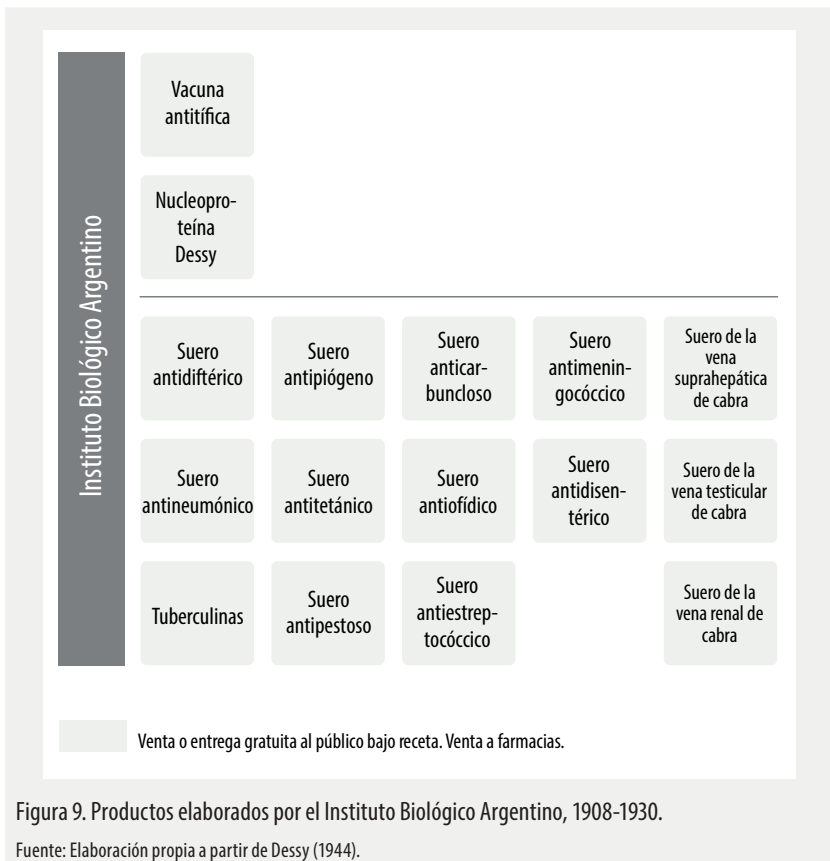 Instituto Biológico Argentino
Vacuna
antitífica
Nucleopro-
teína
Dessy
Suero
antidiftérico
Suero
antipiógeno
Suero
anticar-
buncloso
Suero
antimenin-
gocóccico
Suero de la
vena
suprahepática
de cabra
Suero
antineumónico
Suero
antitetánico
Suero
antiofídico
Suero
antidisen-
térico
Suero de la
vena testicular
de cabra
Tuberculinas
Suero
antipestoso
Suero
antiestrep-
tocóccico
Suero de la
vena renal de
cabra
Venta o entrega gratuita al público bajo receta. Venta a farmacias.
Figura 9. Productos elaborados por el Instituto Biológico Argentino, 1908-1930.
Fuente: Elaboración propia a partir de Dessy (1944).